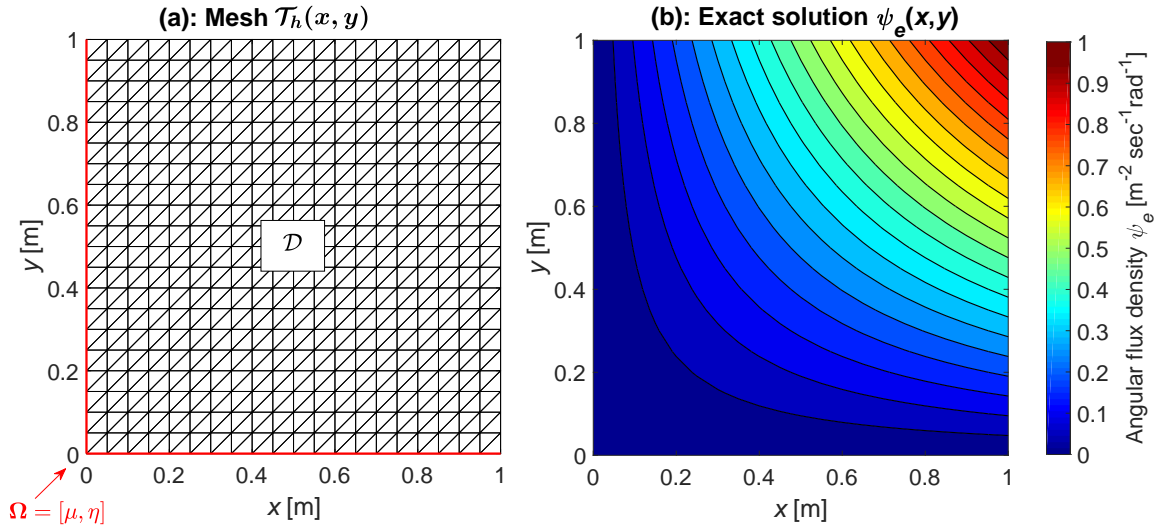 (a): Mesh 𝒯ₕ(x, y)
1
0.8
0.6
0.4
0.2
0
y [m]
𝒟
0 0.2 0.4 0.6 0.8 1
x [m]
Ω = [μ, η]
(b): Exact solution ψₑ(x,y)
1
0.8
0.6
0.4
0.2
0
y [m]
0 0.2 0.4 0.6 0.8 1
x [m]
1
0.9
0.8
0.7
0.6
0.5
0.4
0.3
0.2
0.1
0
Angular flux density ψₑ [m⁻² sec⁻¹rad⁻¹]